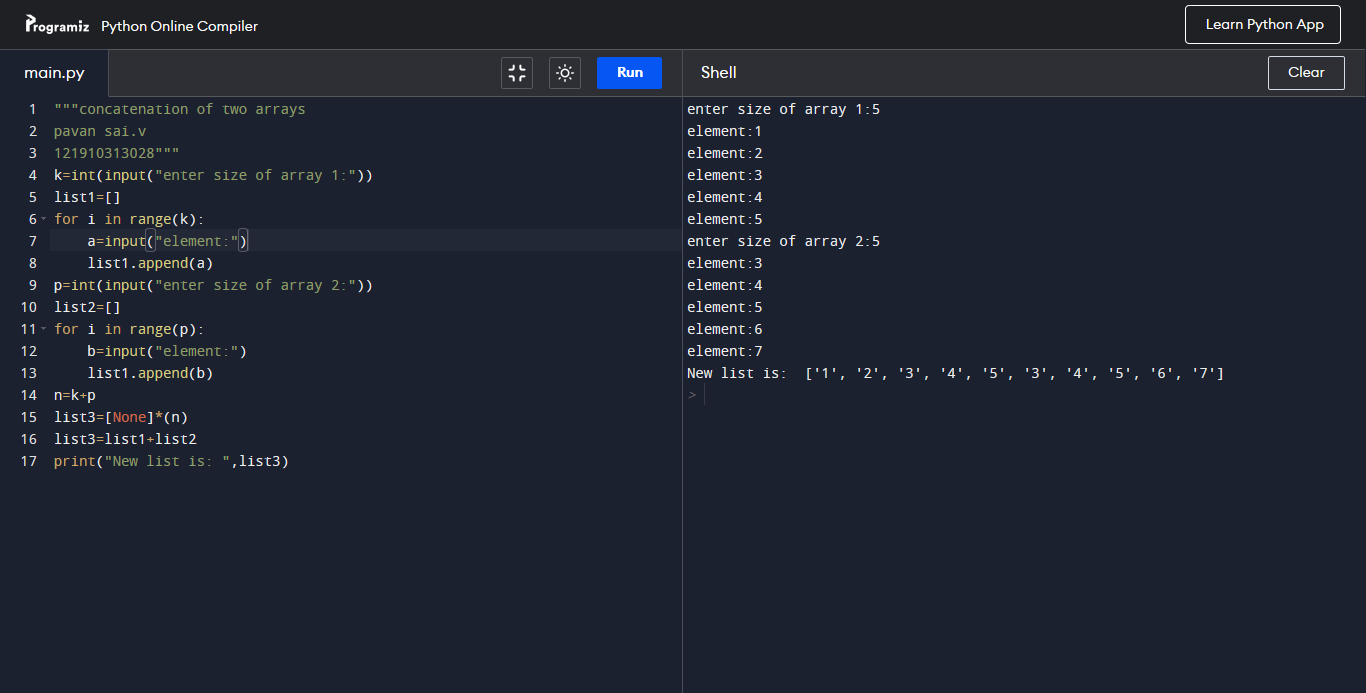 Programiz Python Online Compiler
Learn Python App
main.py
Run
Shell
Clear
1 """concatenation of two arrays
2 pavan sai.v
3 121910313028"""
4 k=int(input("enter size of array 1:"))
5 list1=[]
6 for i in range(k):
7     a=input("element:")
8     list1.append(a)
9 p=int(input("enter size of array 2:"))
10 list2=[]
11 for i in range(p):
12     b=input("element:")
13     list1.append(b)
14 n=k+p
15 list3=[None]*(n)
16 list3=list1+list2
17 print("New list is: ",list3)
enter size of array 1:5
element:1
element:2
element:3
element:4
element:5
enter size of array 2:5
element:3
element:4
element:5
element:6
element:7
New list is:  ['1', '2', '3', '4', '5', '3', '4', '5', '6', '7']
>